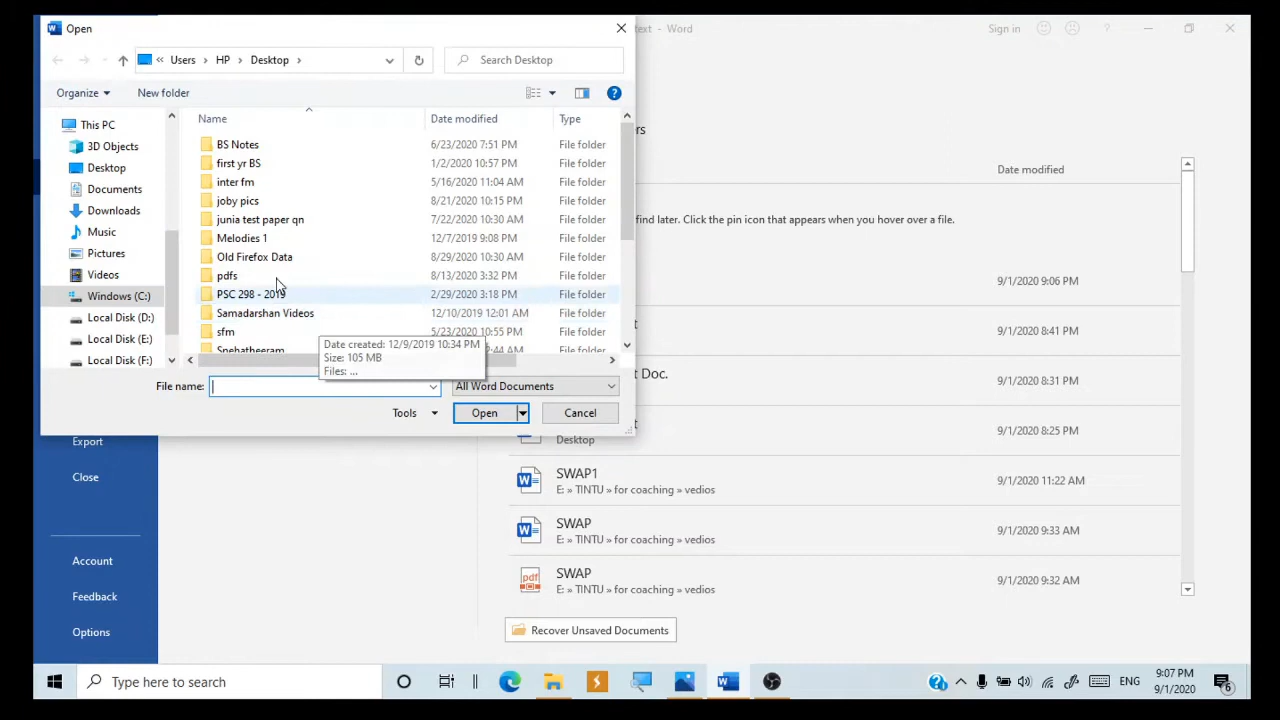 Open
text - Word
Sign in
« Users > HP > Desktop >
Search Desktop
Organize
New folder
Name
Date modified
Type
This PC
3D Objects
Desktop
Documents
Downloads
Music
Pictures
Videos
Windows (C:)
Local Disk (D:)
Local Disk (E:)
Local Disk (F:)
BS Notes 6/23/2020 7:51 PM File folder
first yr BS 1/2/2020 10:57 PM File folder
inter fm 5/16/2020 11:04 AM File folder
joby pics 8/21/2020 10:15 PM File folder
junia test paper qn 7/22/2020 10:30 AM File folder
Melodies 1 12/7/2019 9:08 PM File folder
Old Firefox Data 8/29/2020 10:30 AM File folder
pdfs 8/13/2020 3:32 PM File folder
PSC 298 - 2019 2/29/2020 3:18 PM File folder
Samadarshan Videos 12/10/2019 12:01 AM File folder
sfm 5/23/2020 10:55 PM File folder
Snehatheeram 2:44 AM File folder
Date created: 12/9/2019 10:34 PM
Size: 105 MB
Files: ...
File name:
All Word Documents
Tools
Open
Cancel
ers
Date modified
find later. Click the pin icon that appears when you hover over a file.
9/1/2020 9:06 PM
t
9/1/2020 8:41 PM
t Doc.
9/1/2020 8:31 PM
t
Desktop
9/1/2020 8:25 PM
SWAP1
E: » TINTU » for coaching » vedios
9/1/2020 11:22 AM
SWAP
E: » TINTU » for coaching » vedios
9/1/2020 9:33 AM
pdf
SWAP
E: » TINTU » for coaching » vedios
9/1/2020 9:32 AM
Recover Unsaved Documents
Export
Close
Account
Feedback
Options
Type here to search
ENG
9:07 PM
9/1/2020
6